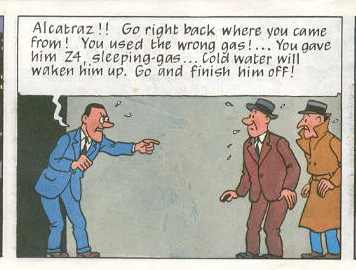 Alcatraz!! Go right back where you came
from! You used the wrong gas!... You gave
him Z4, sleeping-gas... Cold water will
waken him up. Go and finish him off!